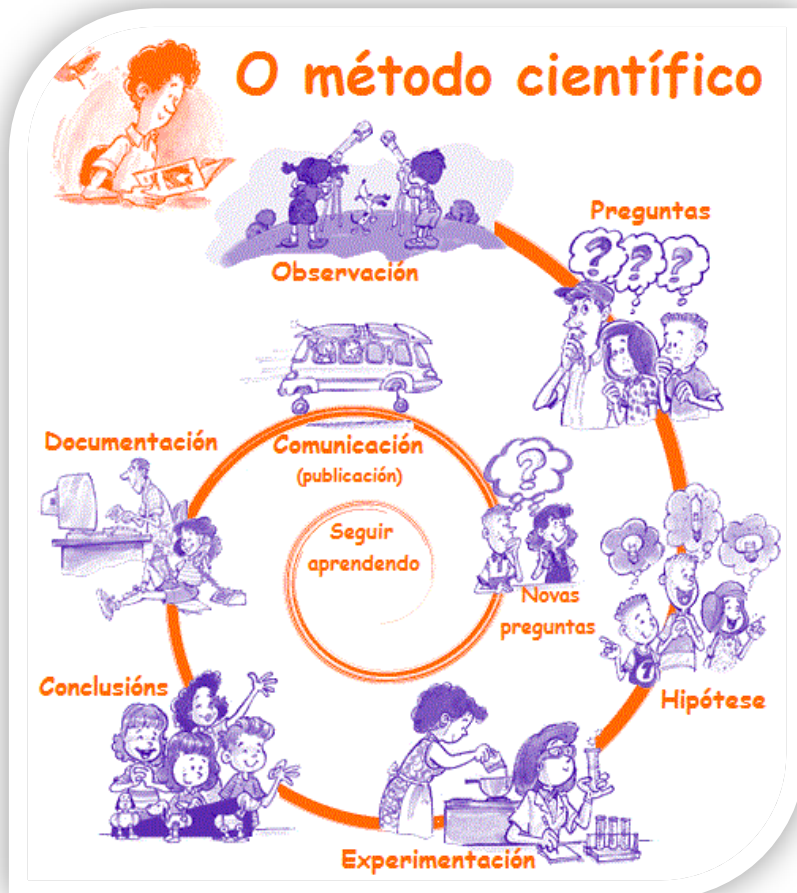 O método científico
Observación
Preguntas
Hipótese
Experimentación
Conclusións
Documentación
Comunicación
(publicación)
Novas
preguntas
Seguir
aprendendo